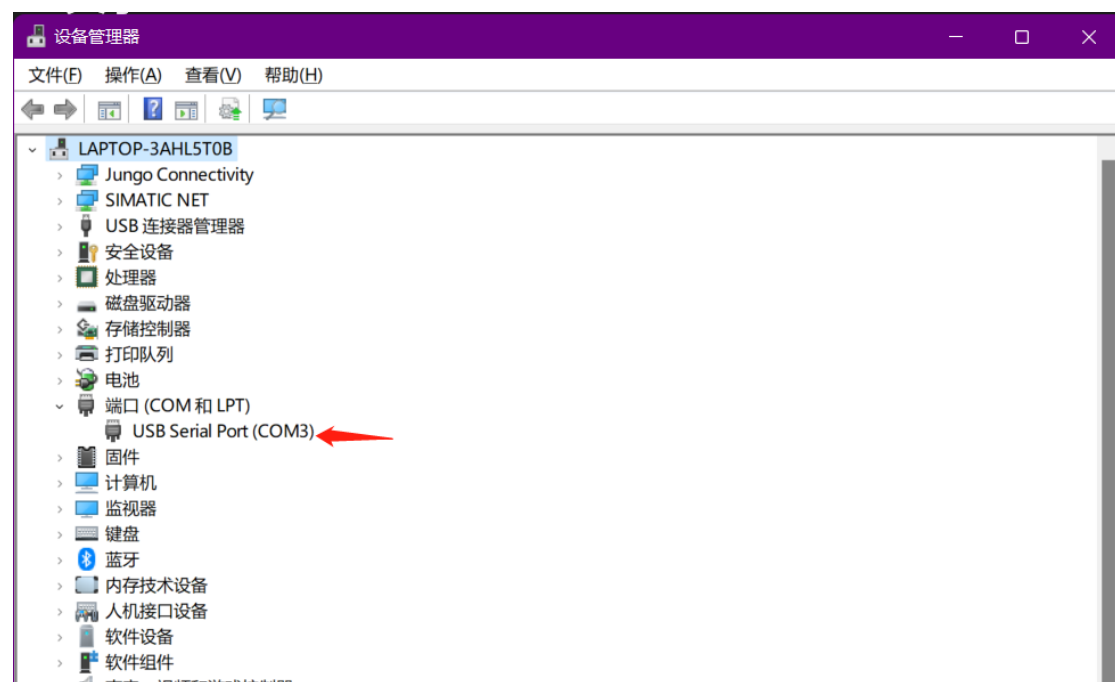 设备管理器
文件(F) 操作(A) 查看(V) 帮助(H)
LAPTOP-3AHL5T0B
Jungo Connectivity
SIMATIC NET
USB 连接器管理器
安全设备
处理器
磁盘驱动器
存储控制器
打印队列
电池
端口 (COM 和 LPT)
USB Serial Port (COM3)
固件
计算机
监视器
键盘
蓝牙
内存技术设备
人机接口设备
软件设备
软件组件